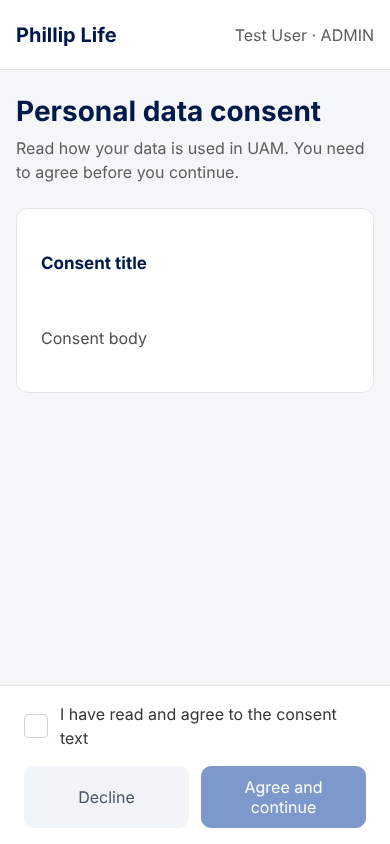 Phillip Life
Test User · ADMIN
Personal data consent
Read how your data is used in UAM. You need
to agree before you continue.
Consent title
Consent body
I have read and agree to the consent
text
Decline
Agree and
continue